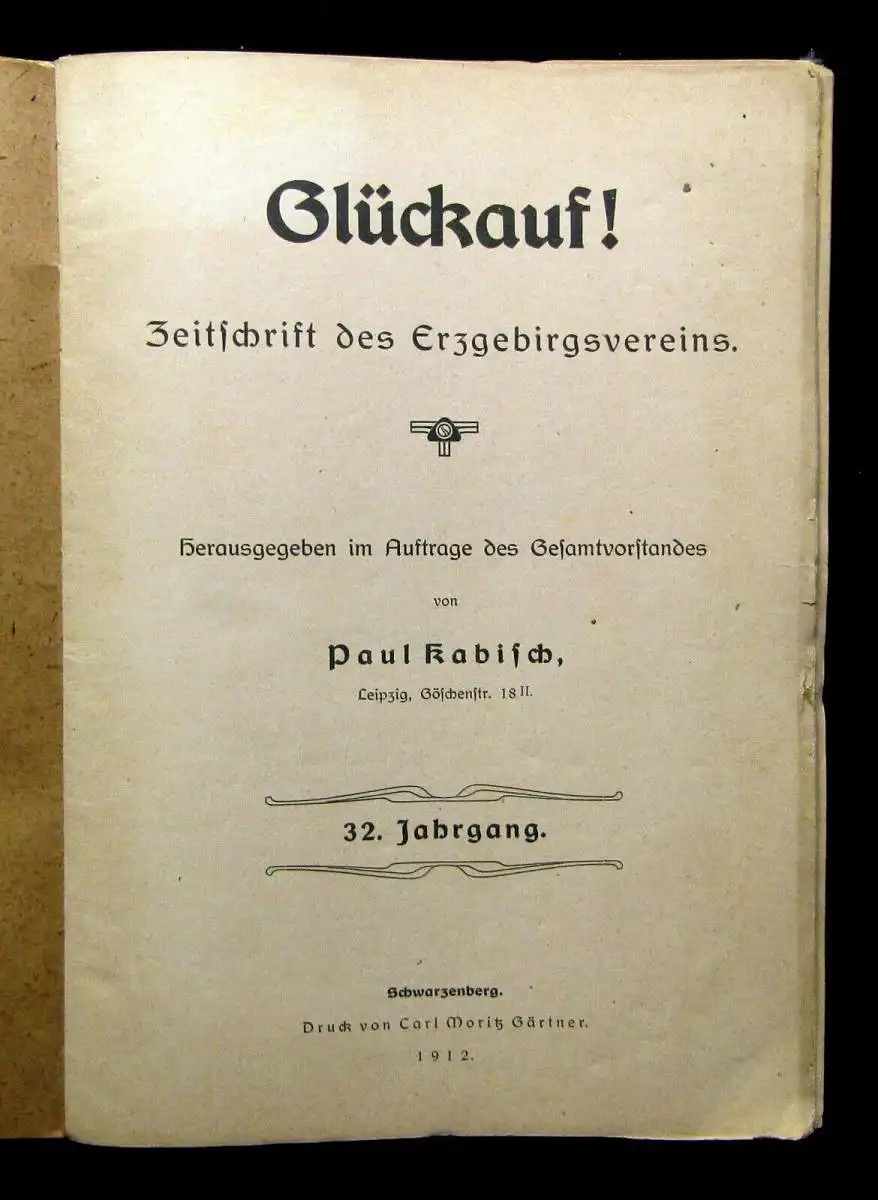 Glückauf!
Zeitſchrift des Erzgebirgsvereins.
Herausgegeben im Auftrage des Geſamtvorſtandes
von
Paul Kabiſch,
Leipzig, Göſchenſtr. 18 II.
32. Jahrgang.
Schwarzenberg.
Druck von Carl Moritz Gärtner.
1912.